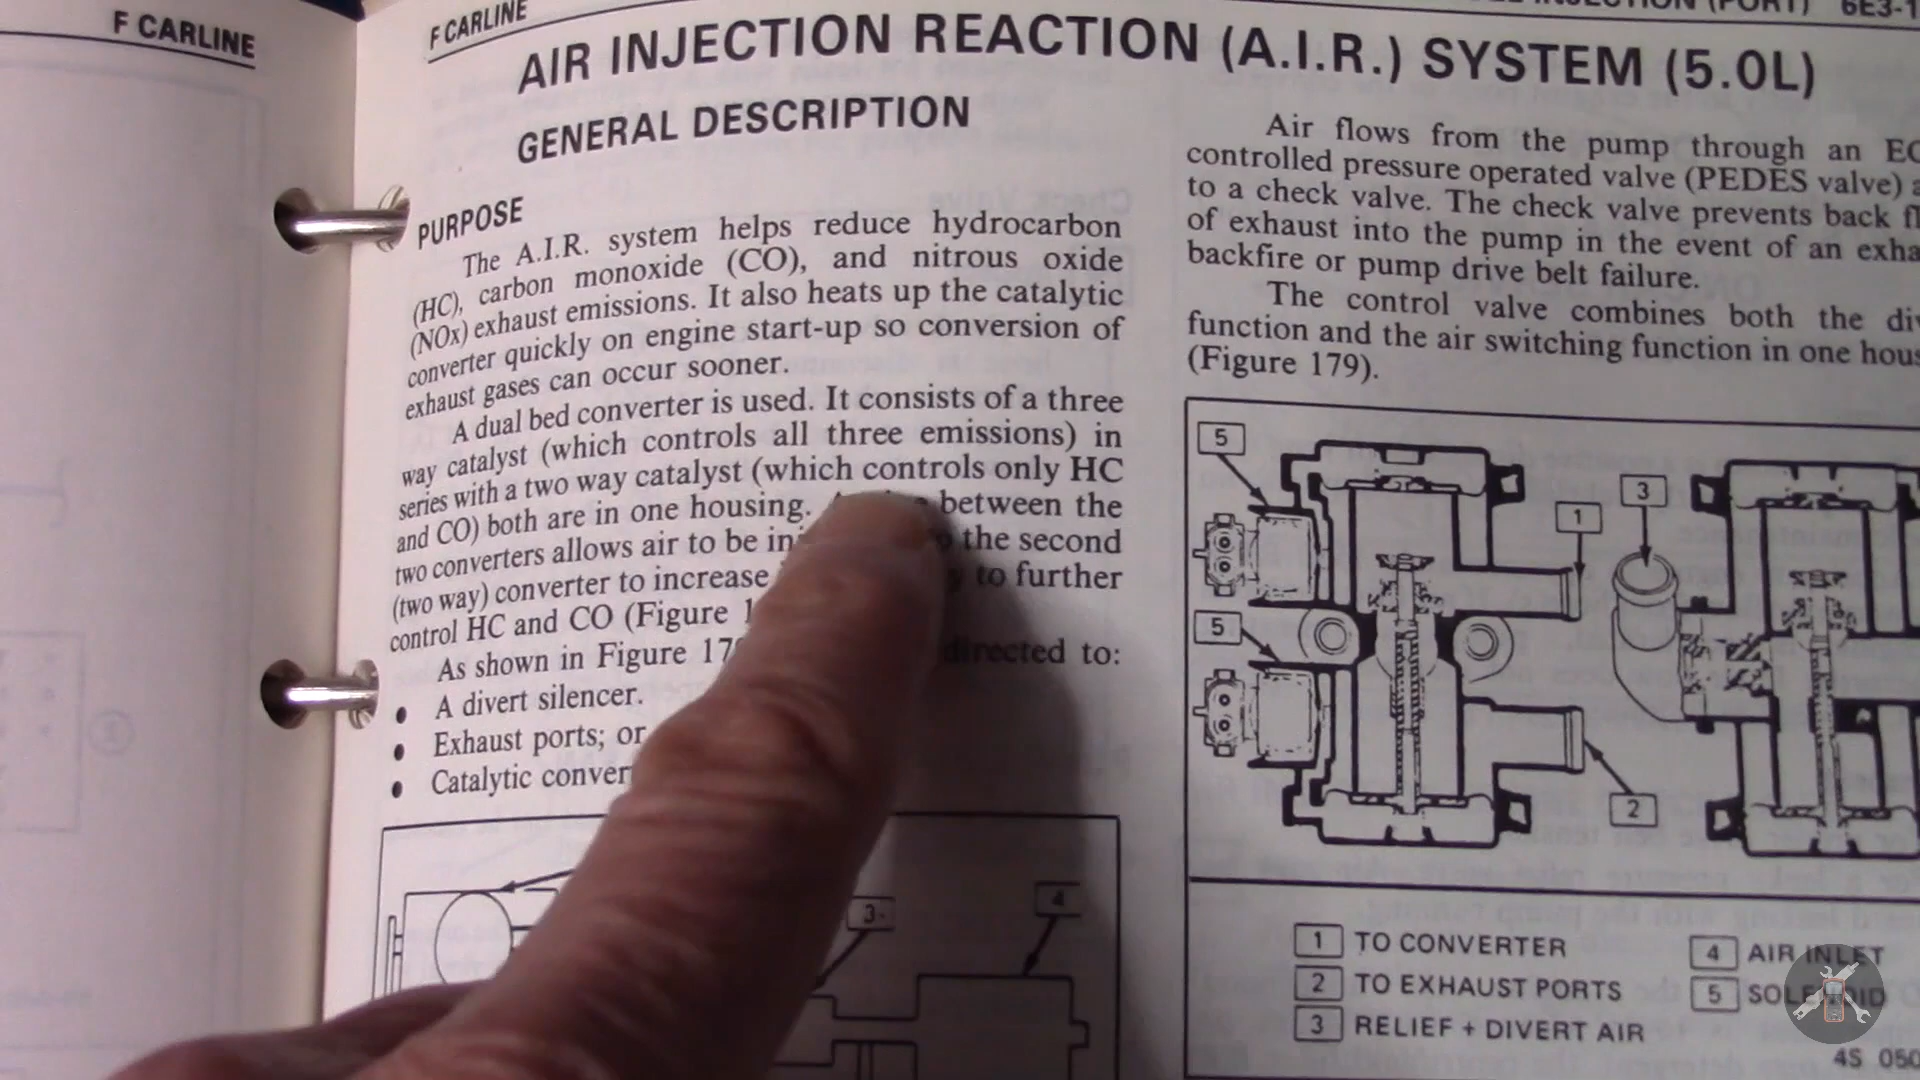 F CARLINE
F CARLINE
(PORT) 6E3-1
AIR INJECTION REACTION (A.I.R.) SYSTEM (5.0L)
GENERAL DESCRIPTION
PURPOSE
The A.I.R. system helps reduce hydrocarbon
(HC), carbon monoxide (CO), and nitrous oxide
(NOx) exhaust emissions. It also heats up the catalytic
converter quickly on engine start-up so conversion of
exhaust gases can occur sooner.
A dual bed converter is used. It consists of a three
way catalyst (which controls all three emissions) in
series with a two way catalyst (which controls only HC
and CO) both are in one housing. between the
two converters allows air to be the second
(two way) converter to increase to further
control HC and CO (Figure
As shown in Figure directed to:
• A divert silencer.
• Exhaust ports; or
• Catalytic
3
4
Air flows from the pump through an
controlled pressure operated valve (PEDES valve)
to a check valve. The check valve prevents back
of exhaust into the pump in the event of an
backfire or pump drive belt failure.
The control valve combines both the
function and the air switching function in one
(Figure 179).
5
1
3
5
2
1 TO CONVERTER
2 TO EXHAUST PORTS
3 RELIEF + DIVERT AIR
4 AIR INLET
5 SOLENOID
4S 050